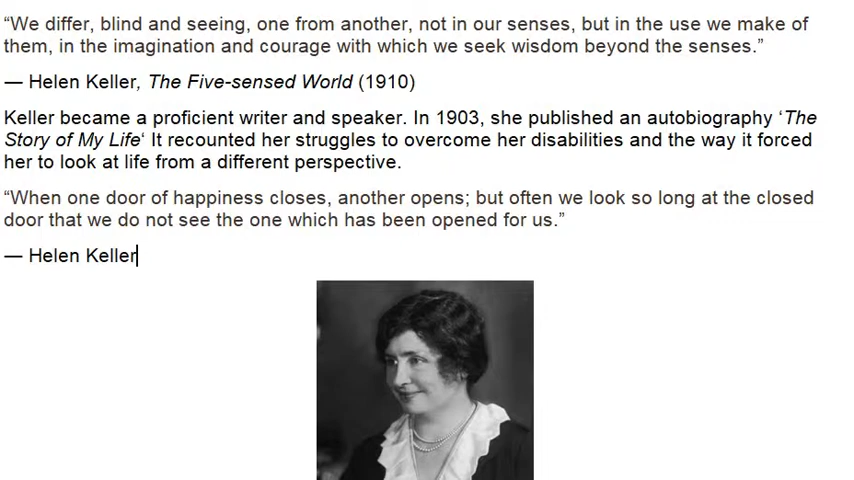 “We differ, blind and seeing, one from another, not in our senses, but in the use we make of
them, in the imagination and courage with which we seek wisdom beyond the senses.”
— Helen Keller, The Five-sensed World (1910)
Keller became a proficient writer and speaker. In 1903, she published an autobiography ‘The
Story of My Life‘ It recounted her struggles to overcome her disabilities and the way it forced
her to look at life from a different perspective.
“When one door of happiness closes, another opens; but often we look so long at the closed
door that we do not see the one which has been opened for us.”
— Helen Keller